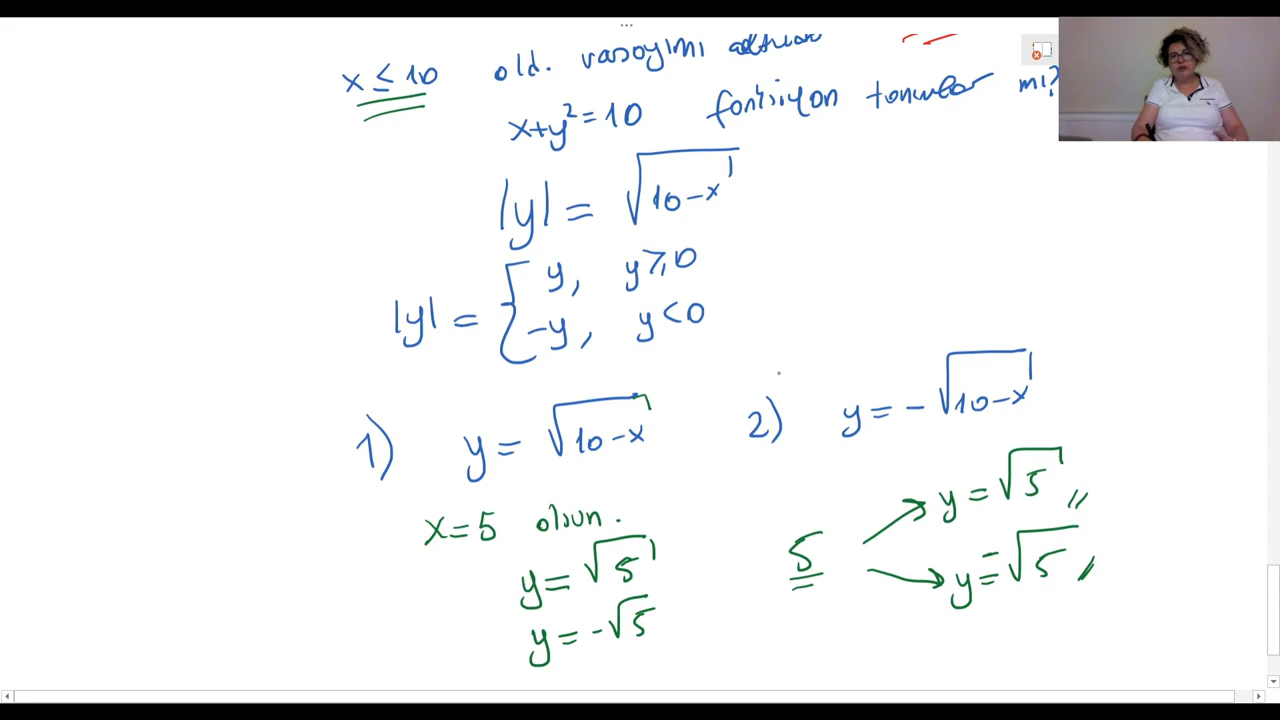 x ≤ 10 old. varsayımı altında
x+y²=10 fonksiyon tanımlar mı?
|y| = √(10-x)
|y| = { y, y ≥ 0
-y, y < 0
1) y = √(10-x) 2) y = -√(10-x)
x=5 olsun.
y = √5
y = -√5
5 → y = √5 //
→ y = -√5 //